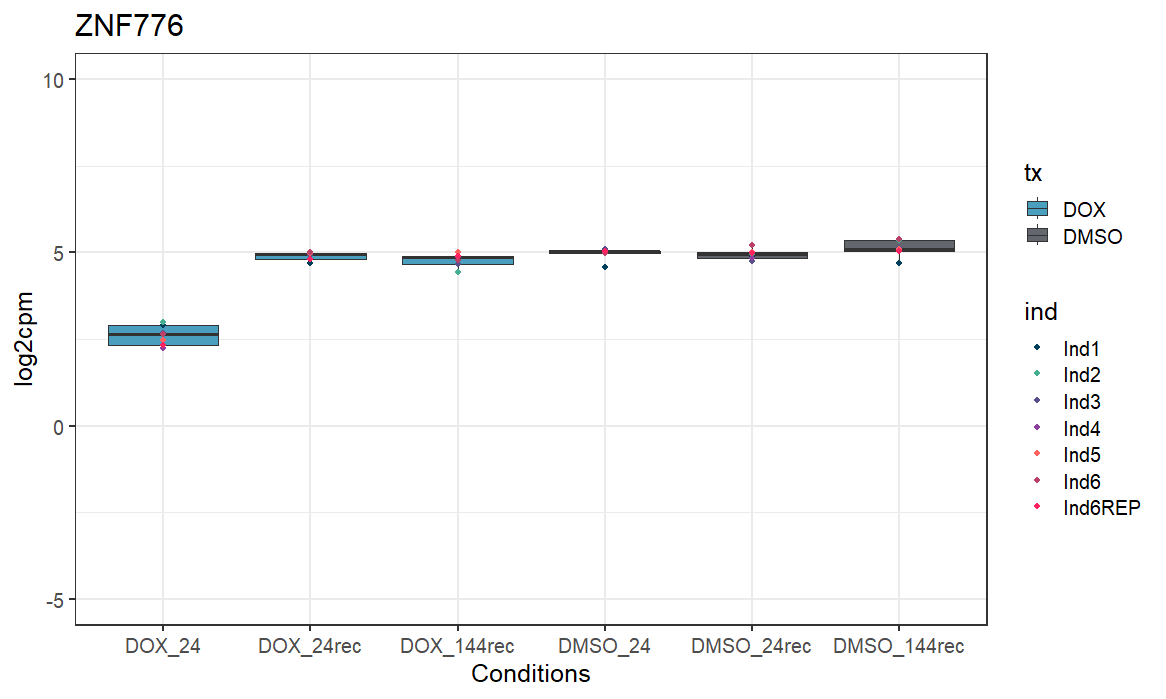 ZNF776
10
5
0
-5
log2cpm
DOX_24
DOX_24rec
DOX_144rec
DMSO_24
DMSO_24rec
DMSO_144rec
Conditions
tx
DOX
DMSO
ind
Ind1
Ind2
Ind3
Ind4
Ind5
Ind6
Ind6REP